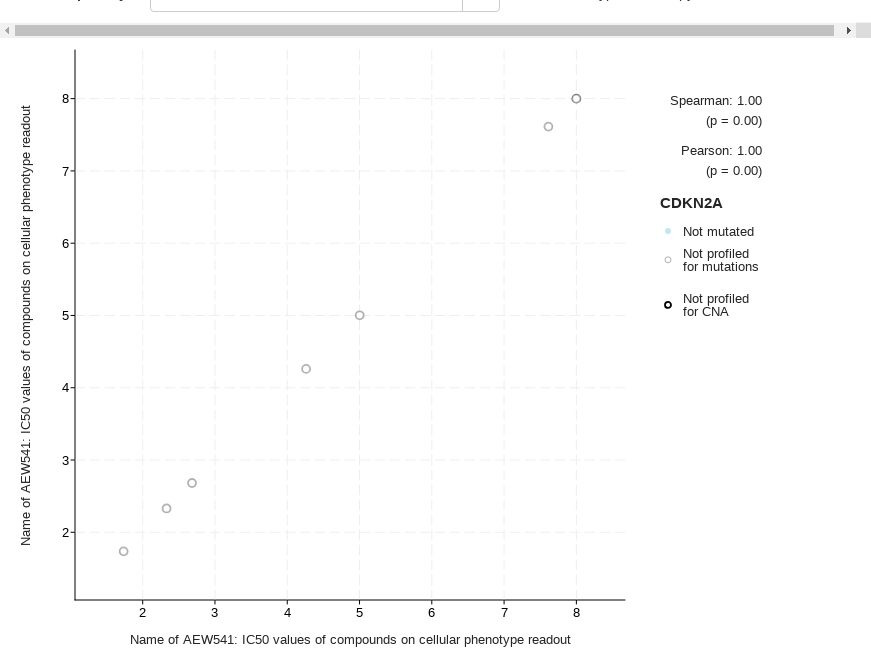 8
7
6
5
4
3
2
2 3 4 5 6 7 8
Name of AEW541: IC50 values of compounds on cellular phenotype readout
Name of AEW541: IC50 values of compounds on cellular phenotype readout
Spearman: 1.00
(p = 0.00)
Pearson: 1.00
(p = 0.00)
CDKN2A
Not mutated
Not profiled
for mutations
Not profiled
for CNA